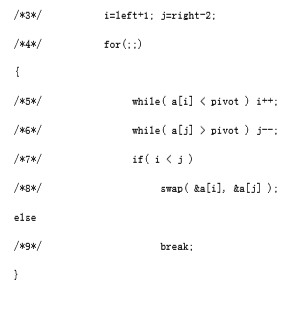 /*3*/ i=left+1; j=right-2;
/*4*/ for(;;)
{
/*5*/ while( a[i] < pivot ) i++;
/*6*/ while( a[j] > pivot ) j--;
/*7*/ if( i < j )
/*8*/ swap( &a[i], &a[j] );
else
/*9*/ break;
}